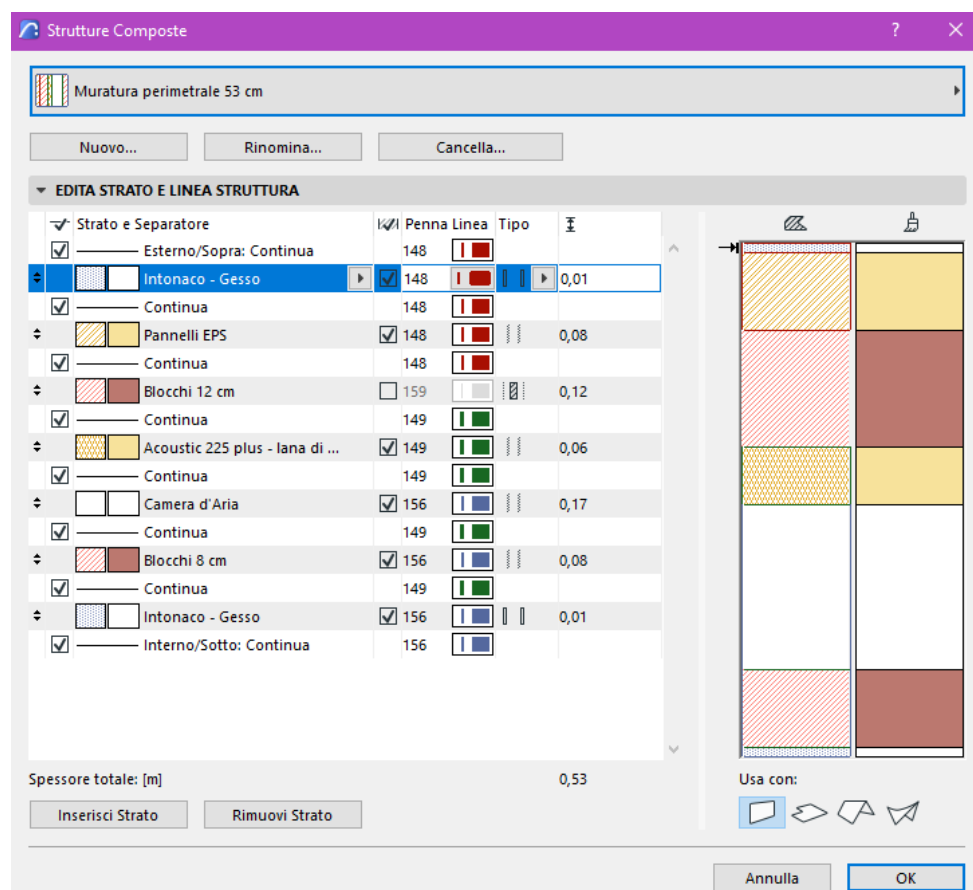 Strutture Composte ?
Muratura perimetrale 53 cm
Nuovo... Rinomina... Cancella...
EDITA STRATO E LINEA STRUTTURA
Strato e Separatore Penna Linea Tipo
Esterno/Sopra: Continua 148
Intonaco - Gesso 148 0,01
Continua 148
Pannelli EPS 148 0,08
Continua 148
Blocchi 12 cm 159 0,12
Continua 149
Acoustic 225 plus - lana di ... 149 0,06
Continua 149
Camera d'Aria 156 0,17
Continua 149
Blocchi 8 cm 156 0,08
Continua 149
Intonaco - Gesso 156 0,01
Interno/Sotto: Continua 156
Spessore totale: [m] 0,53 Usa con:
Inserisci Strato Rimuovi Strato
Annulla OK